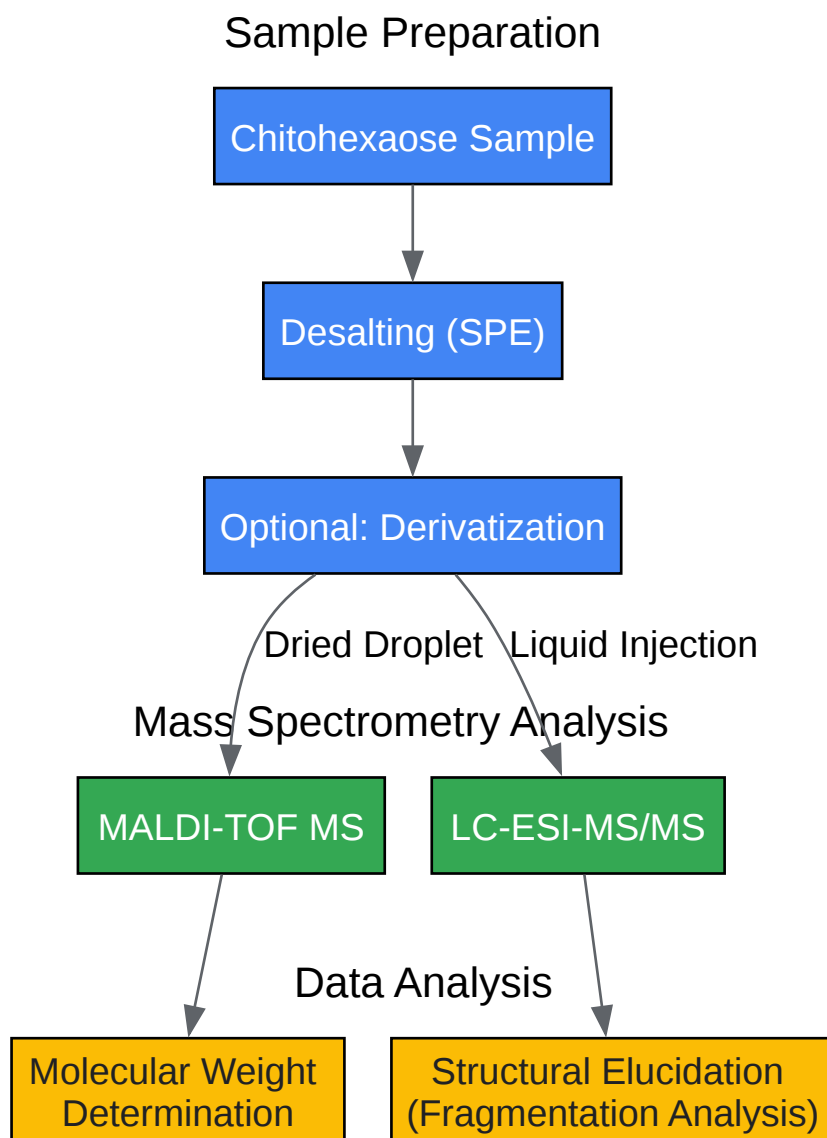 Sample Preparation
Chitohexaose Sample
Desalting (SPE)
Optional: Derivatization
Dried Droplet
Liquid Injection
Mass Spectrometry Analysis
MALDI-TOF MS
LC-ESI-MS/MS
Data Analysis
Molecular Weight
Determination
Structural Elucidation
(Fragmentation Analysis)